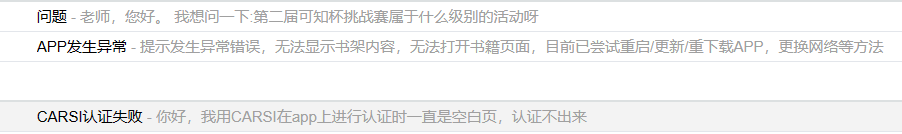 问题 - 老师，您好。 我想问一下:第二届可知杯挑战赛属于什么级别的活动呀
APP发生异常 - 提示发生异常错误，无法显示书架内容，无法打开书籍页面，目前已尝试重启/更新/重下载APP，更换网络等方法
CARSI认证失败 - 你好，我用CARSI在app上进行认证时一直是空白页，认证不出来